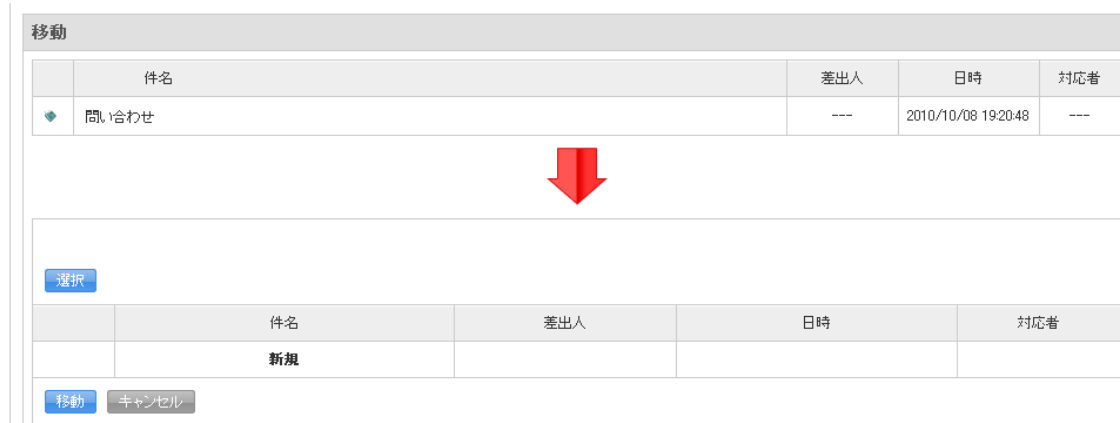 移動
件名 差出人 日時 対応者
問い合わせ --- 2010/10/08 19:20:48 ---
選択
件名 差出人 日時 対応者
新規
移動 キャンセル